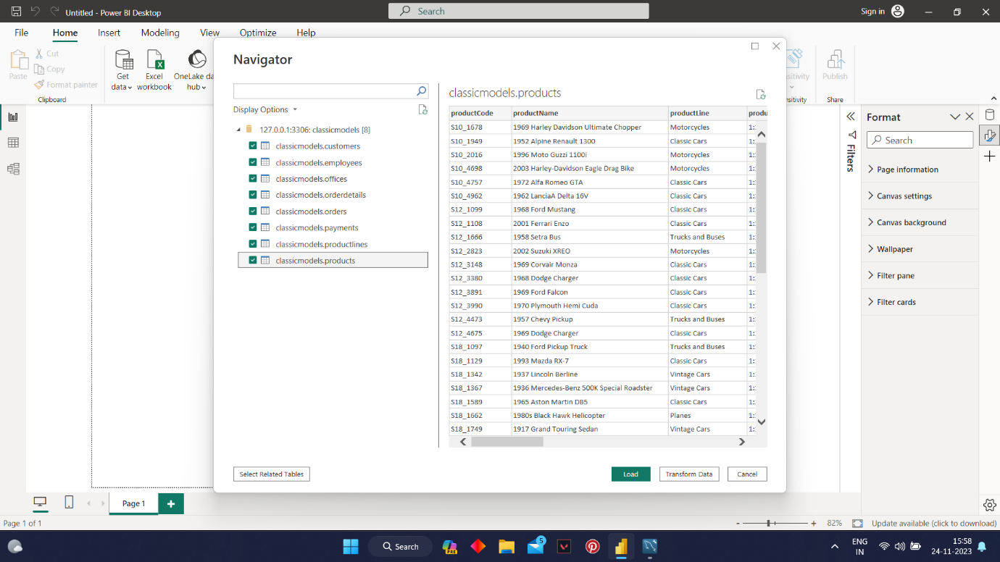 Untitled - Power BI Desktop
Search
Sign in
File Home Insert Modeling View Optimize Help
Paste
Cut
Copy
Format painter
Clipboard
Get data
Excel workbook
OneLake da
hub
Navigator
Display Options
127.0.0.1:3306: classicmodels [8]
classicmodels.customers
classicmodels.employees
classicmodels.offices
classicmodels.orderdetails
classicmodels.orders
classicmodels.payments
classicmodels.productlines
classicmodels.products
classicmodels.products
productCode productName productLine produ
S10_1678 1969 Harley Davidson Ultimate Chopper Motorcycles 1:
S10_1949 1952 Alpine Renault 1300 Classic Cars 1:
S10_2016 1996 Moto Guzzi 1100i Motorcycles 1:
S10_4698 2003 Harley-Davidson Eagle Drag Bike Motorcycles 1:
S10_4757 1972 Alfa Romeo GTA Classic Cars 1:
S10_4962 1962 LanciaA Delta 16V Classic Cars 1:
S12_1099 1968 Ford Mustang Classic Cars 1:
S12_1108 2001 Ferrari Enzo Classic Cars 1:
S12_1666 1958 Setra Bus Trucks and Buses 1:
S12_2823 2002 Suzuki XREO Motorcycles 1:
S12_3148 1969 Corvair Monza Classic Cars 1:
S12_3380 1968 Dodge Charger Classic Cars 1:
S12_3891 1969 Ford Falcon Classic Cars 1:
S12_3990 1970 Plymouth Hemi Cuda Classic Cars 1:
S12_4473 1957 Chevy Pickup Trucks and Buses 1:
S12_4675 1969 Dodge Charger Classic Cars 1:
S18_1097 1940 Ford Pickup Truck Trucks and Buses 1:
S18_1129 1993 Mazda RX-7 Classic Cars 1:
S18_1342 1937 Lincoln Berline Vintage Cars 1:
S18_1367 1936 Mercedes-Benz 500K Special Roadster Vintage Cars 1:
S18_1589 1965 Aston Martin DB5 Classic Cars 1:
S18_1662 1980s Black Hawk Helicopter Planes 1:
S18_1749 1917 Grand Touring Sedan Vintage Cars 1:
Select Related Tables
Load
Transform Data
Cancel
sitivity
sitivity
Publish
Share
Filters
Format
Search
Page information
Canvas settings
Canvas background
Wallpaper
Filter pane
Filter cards
Page 1
Page 1 of 1
- + 82%
Update available (click to download)
Search
PRE
5
ENG
IN
15:58
24-11-2023